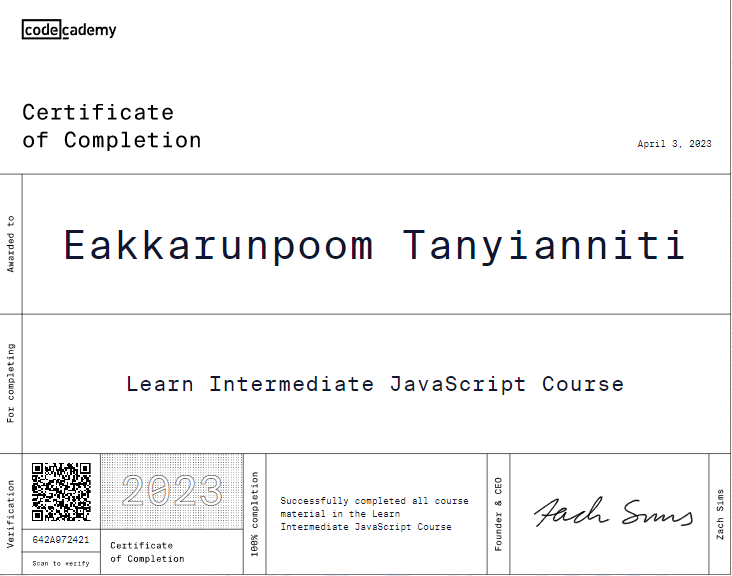 codecademy
Certificate
of Completion
April 3, 2023
Awarded to
Eakkarunpoom Tanyianniti
For completing
Learn Intermediate JavaScript Course
Verification
642A972421
Scan to verify
2023
Certificate
of Completion
100% completion
Successfully completed all course
material in the Learn
Intermediate JavaScript Course
Founder & CEO
Zach Sims
Zach Sims